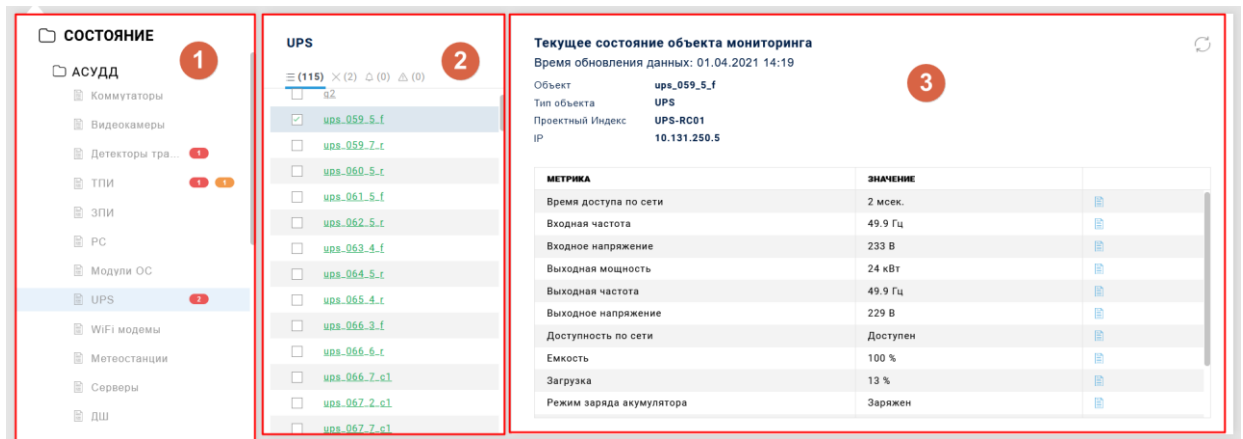 СОСТОЯНИЕ
1
АСУДД
Коммутаторы
Видеокамеры
Детекторы тра... 1
ТПИ 1 1
ЗПИ
РС
Модули ОС
UPS 2
WiFi модемы
Метеостанции
Серверы
ДШ
UPS
2
(115) (2) (0) (0)
g2
ups_059_5_f
ups_059_7_r
ups_060_5_r
ups_061_5_f
ups_062_5_r
ups_063_4_f
ups_064_5_r
ups_065_4_r
ups_066_3_f
ups_066_6_r
ups_066_7_c1
ups_067_2_c1
ups_067_7_c1
Текущее состояние объекта мониторинга
Время обновления данных: 01.04.2021 14:19
3
Объект ups_059_5_f
Тип объекта UPS
Проектный Индекс UPS-RC01
IP 10.131.250.5
МЕТРИКА ЗНАЧЕНИЕ
Время доступа по сети 2 мсек.
Входная частота 49.9 Гц
Входное напряжение 233 В
Выходная мощность 24 кВт
Выходная частота 49.9 Гц
Выходное напряжение 229 В
Доступность по сети Доступен
Емкость 100 %
Загрузка 13 %
Режим заряда акумулятора Заряжен